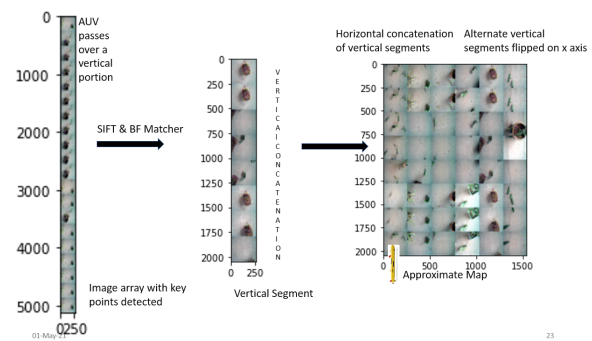 0
1000
2000
3000
4000
5000
0250
AUV
passes
over a
vertical
portion
SIFT & BF Matcher
Image array with key
points detected
0
250
500
750
1000
1250
1500
1750
2000
0 250
Vertical Segment
VERTICALCONCATENATION
Horizontal concatenation
of vertical segments
Alternate vertical
segments flipped on x axis
0
250
500
750
1000
1250
1500
1750
2000
0 500 1000 1500
Approximate Map
01-May-21
23